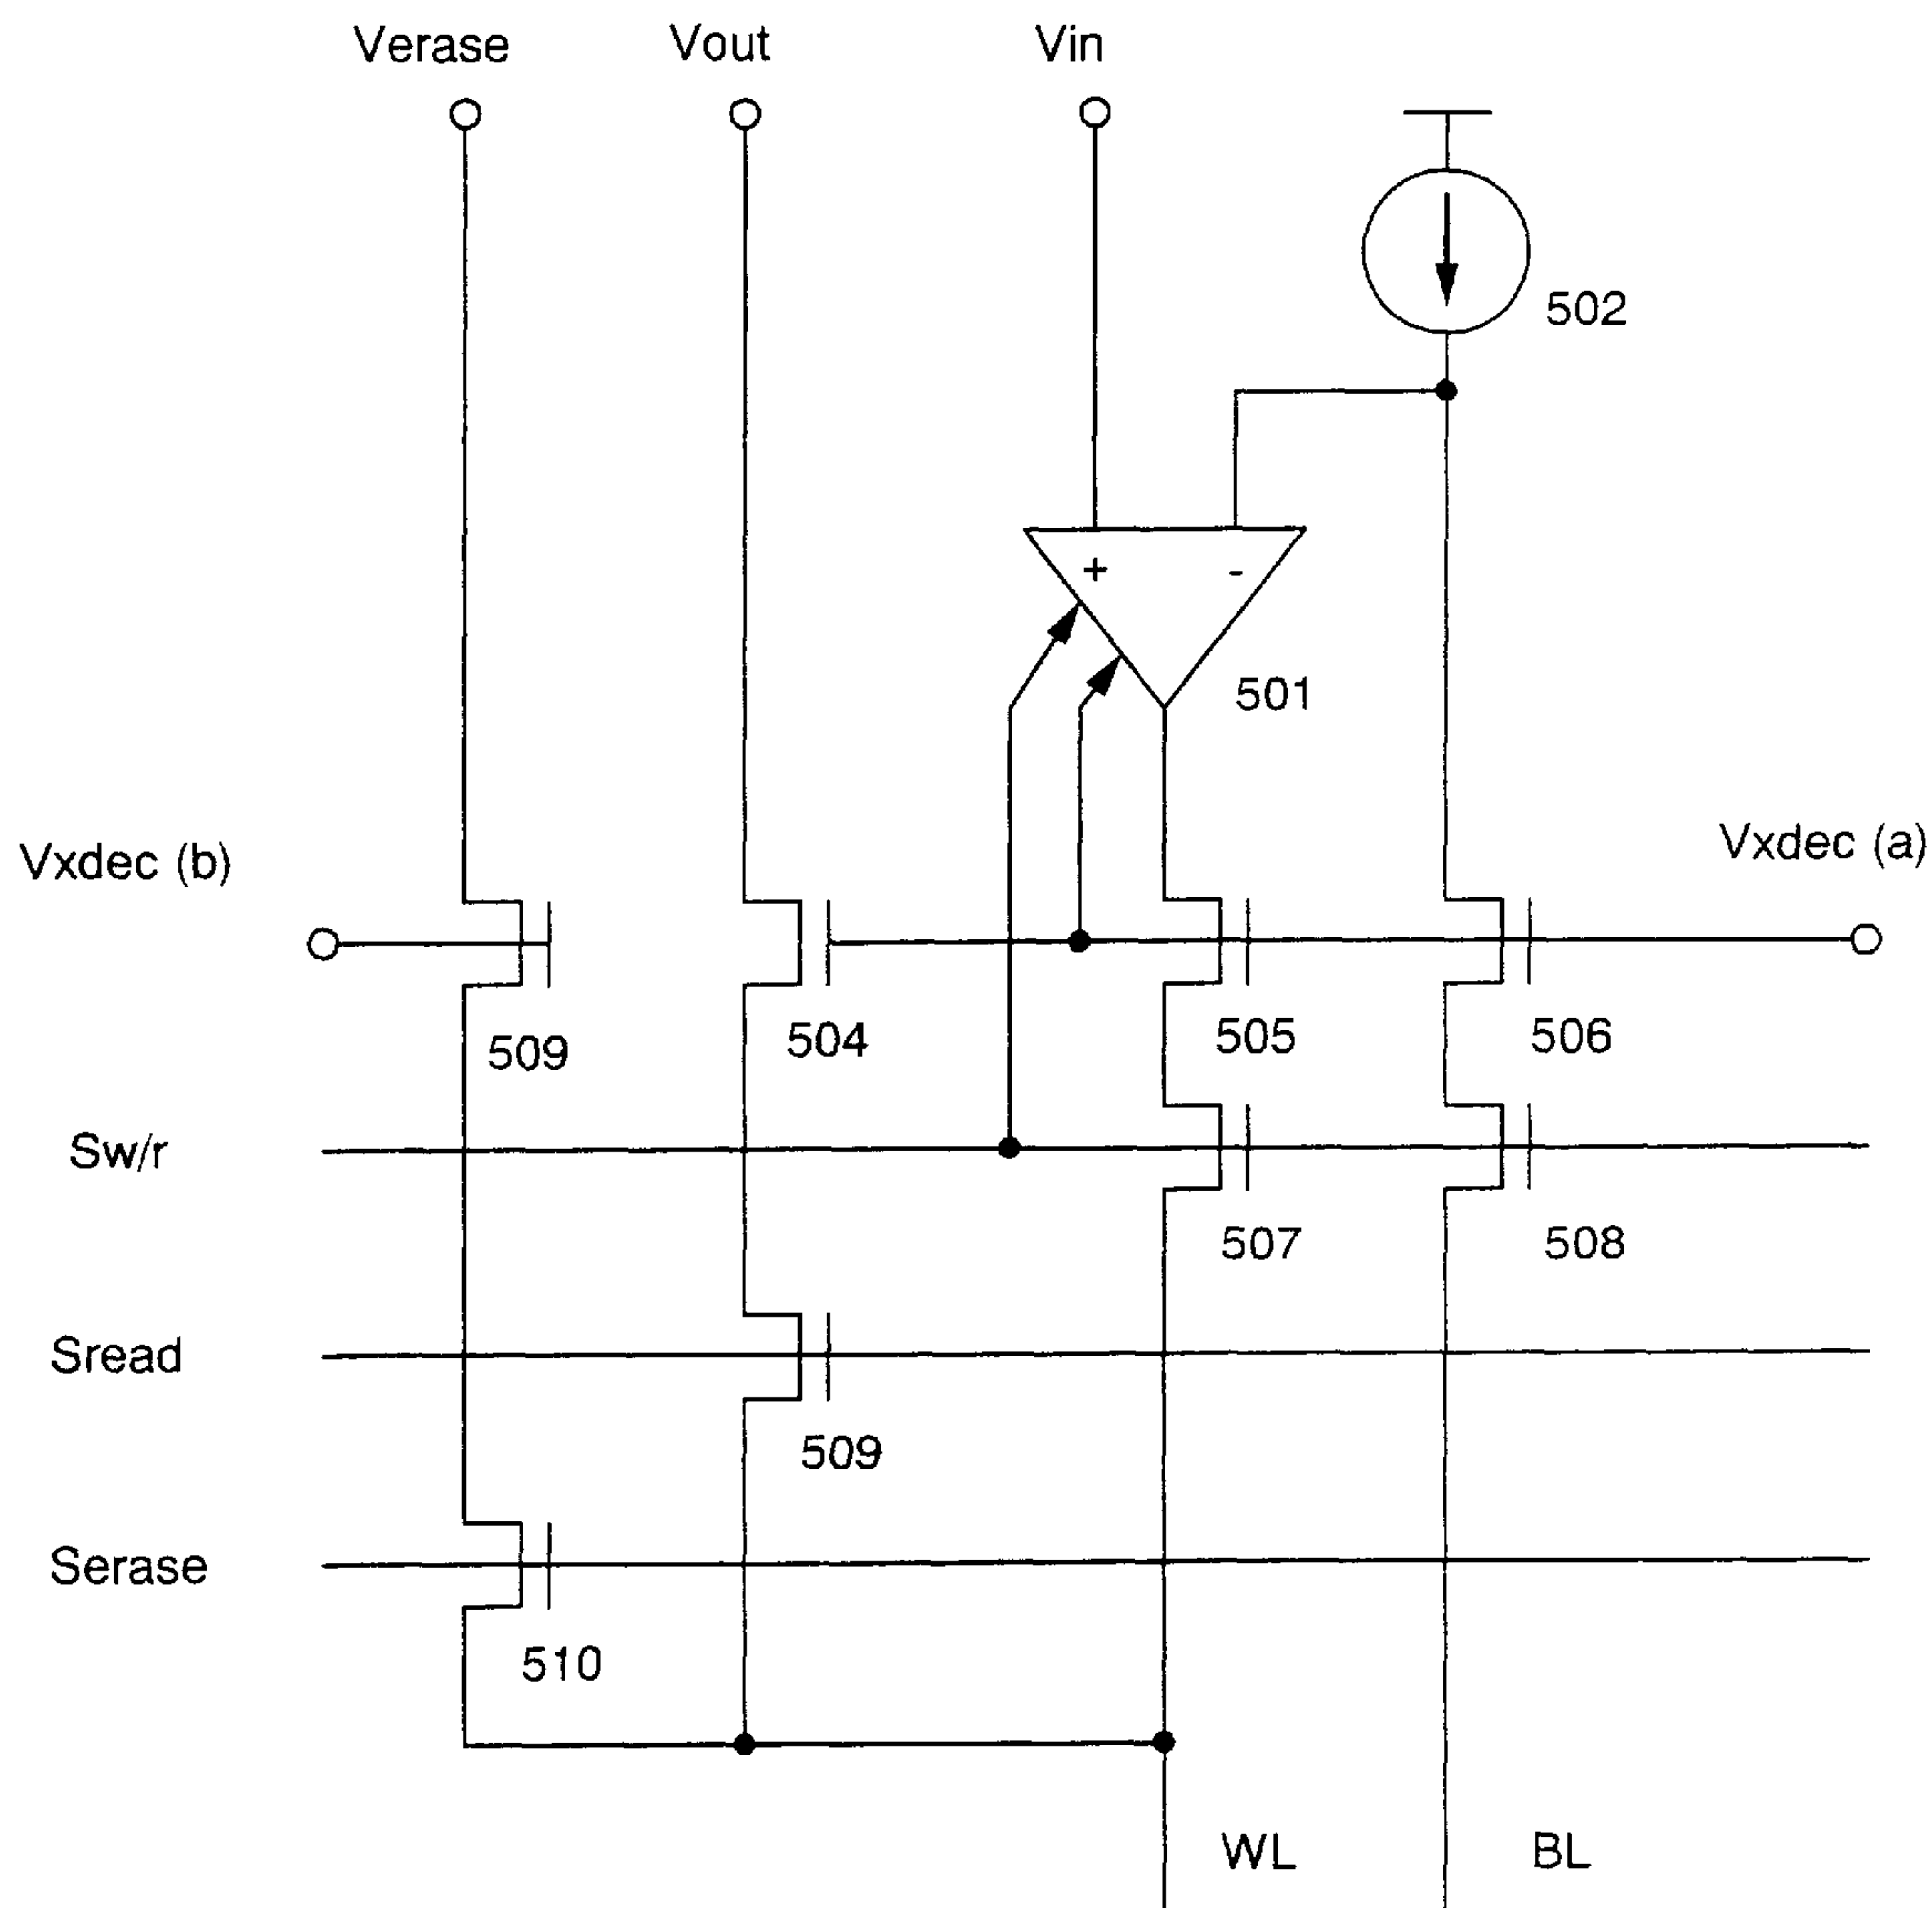 Verase
Vout
Vin
502
+
-
501
Vxdec (a)
Vxdec (b)
509
504
505
506
Sw/r
507
508
Sread
509
Serase
510
WL
BL